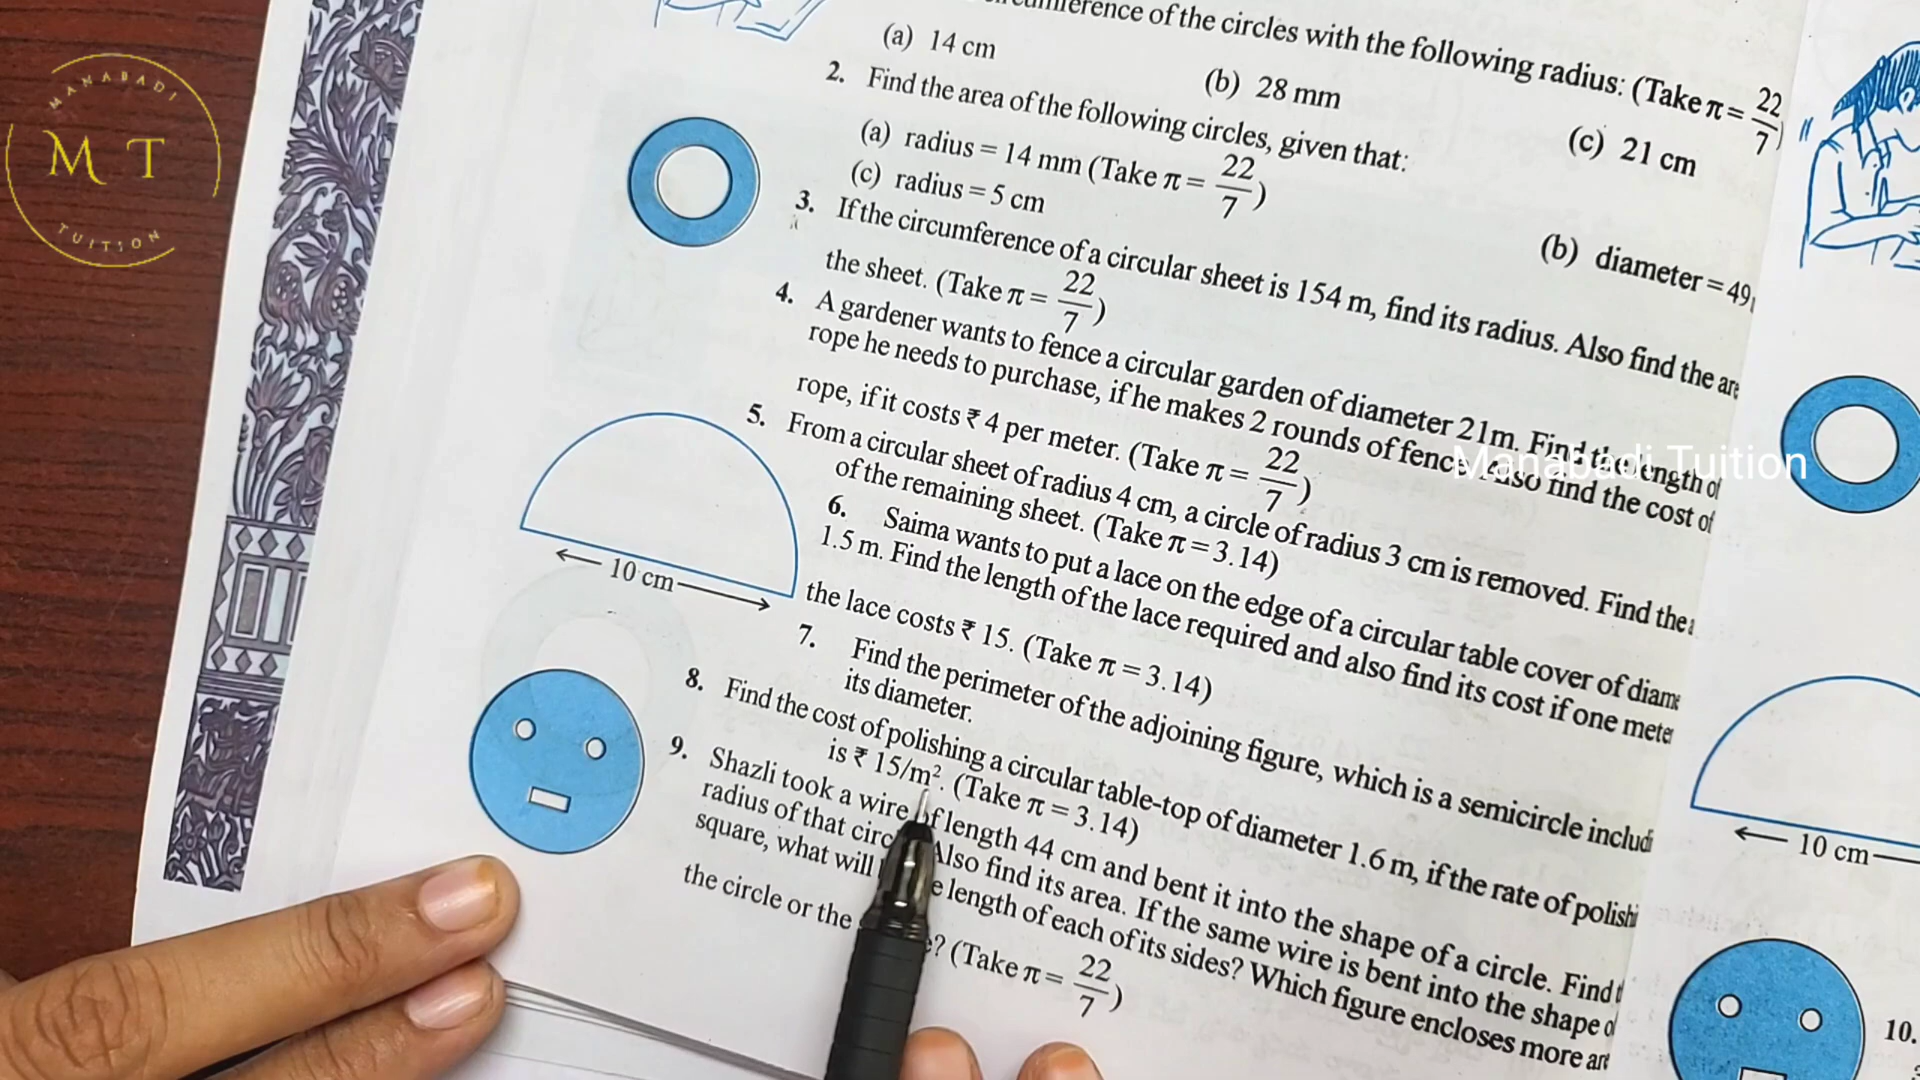 MANABADI
M T
TUITION
circumference of the circles with the following radius: (Take π = 22/7)
(a) 14 cm (b) 28 mm (c) 21 cm
2. Find the area of the following circles, given that:
(a) radius = 14 mm (Take π = 22/7) (b) diameter = 49
(c) radius = 5 cm
3. If the circumference of a circular sheet is 154 m, find its radius. Also find the
the sheet. (Take π = 22/7)
4. A gardener wants to fence a circular garden of diameter 21m. Find the length of
rope he needs to purchase, if he makes 2 rounds of fence. Also find the cost of
rope, if it costs ₹ 4 per meter. (Take π = 22/7)
5. From a circular sheet of radius 4 cm, a circle of radius 3 cm is removed. Find the
of the remaining sheet. (Take π = 3.14)
6. Saima wants to put a lace on the edge of a circular table cover of diam
1.5 m. Find the length of the lace required and also find its cost if one mete
the lace costs ₹ 15. (Take π = 3.14)
7. Find the perimeter of the adjoining figure, which is a semicircle includi
its diameter.
8. Find the cost of polishing a circular table-top of diameter 1.6 m, if the rate of polishi
is ₹ 15/m². (Take π = 3.14)
9. Shazli took a wire of length 44 cm and bent it into the shape of a circle. Find
radius of that circ Also find its area. If the same wire is bent into the shape o
square, what will e length of each of its sides? Which figure encloses more
the circle or the ? (Take π = 22/7)
10 cm
Manabadi Tuition
10 cm
10.